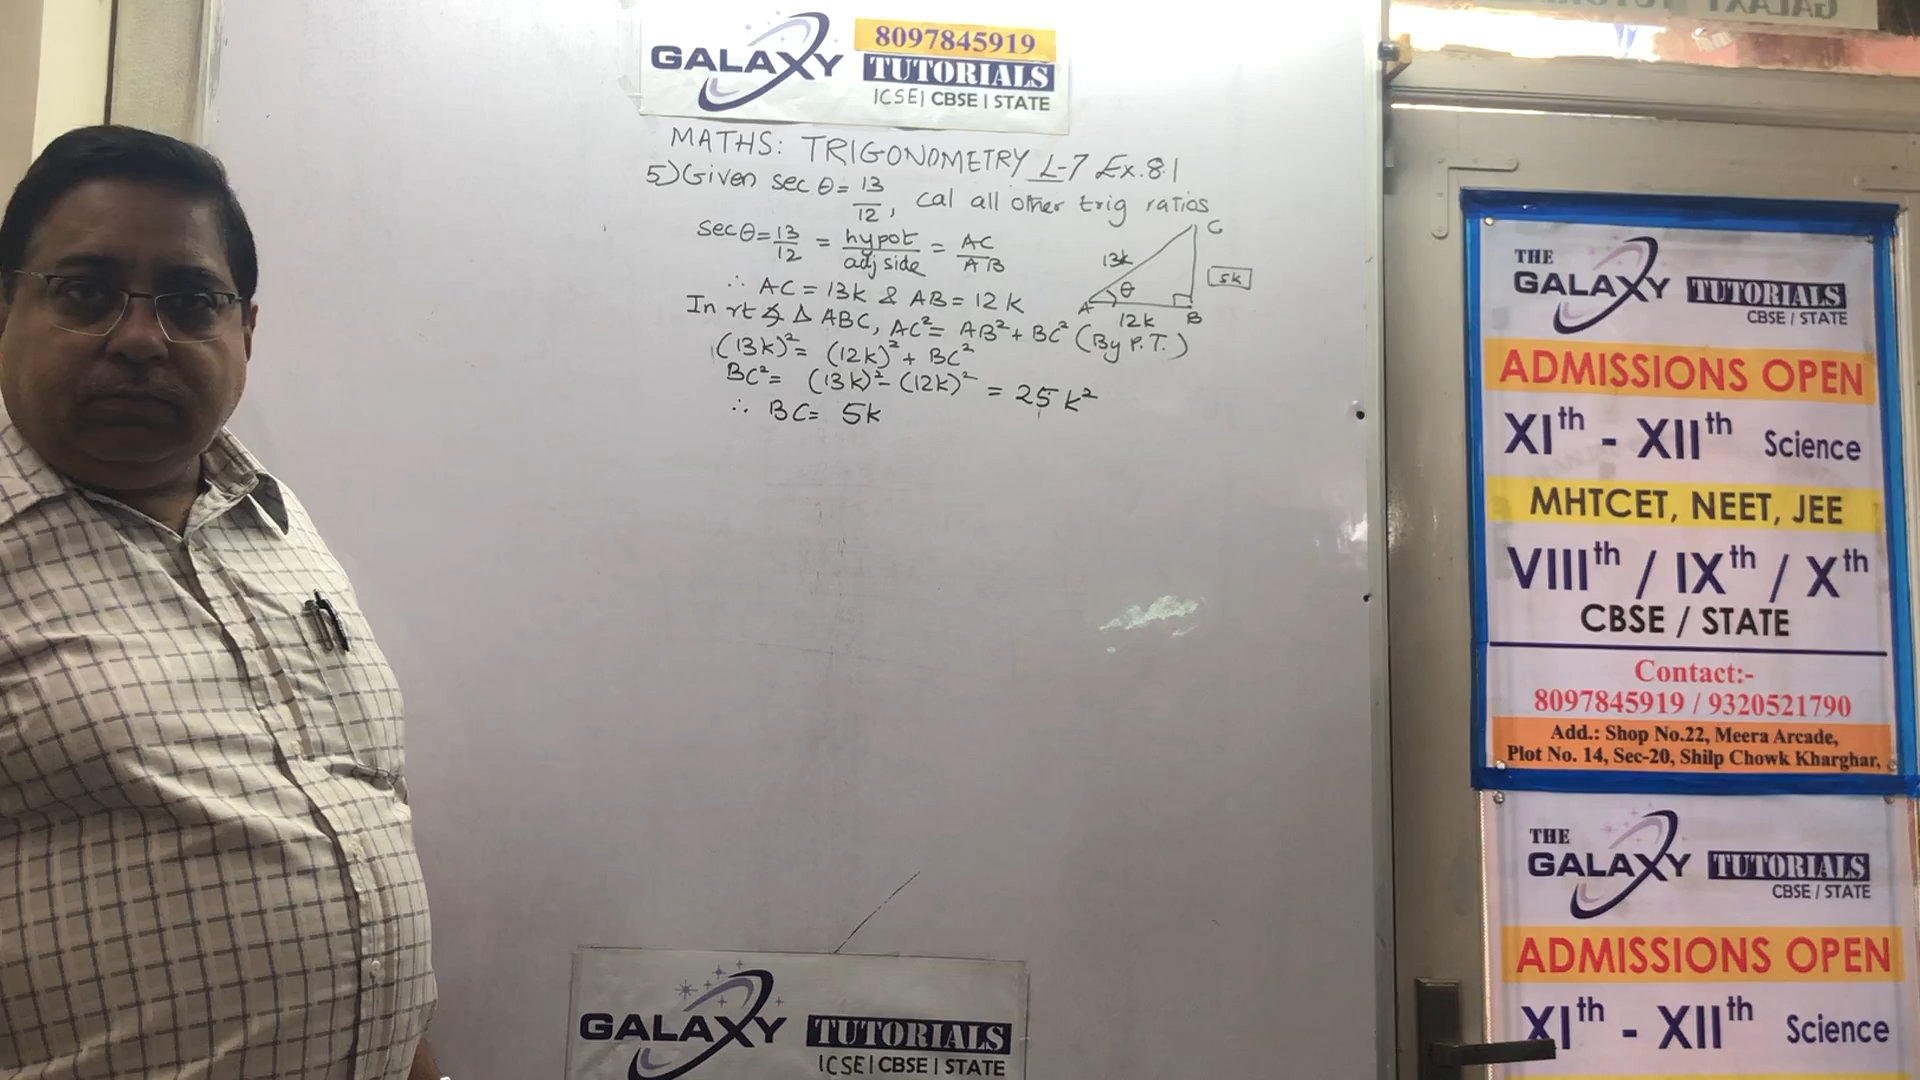 8097845919
GALAXY TUTORIALS
ICSE | CBSE | STATE
MATHS: TRIGONOMETRY L-7 Ex.8.1
5) Given sec θ = 13/12, cal all other trig ratios
sec θ = 13/12 = hypot/adj side = AC/AB
∴ AC = 13k & AB = 12k
In rt ∡ Δ ABC, AC² = AB² + BC² (By P.T.)
(13k)² = (12k)² + BC²
BC² = (13k)² - (12k)² = 25k²
∴ BC = 5k
C
13k
5k
θ
A
12k
B
GALAXY TUTORIALS
ICSE | CBSE | STATE
THE
GALAXY TUTORIALS
CBSE / STATE
ADMISSIONS OPEN
XIth - XIIth Science
MHTCET, NEET, JEE
VIIIth / IXth / Xth
CBSE / STATE
Contact:-
8097845919 / 9320521790
Add.: Shop No.22, Meera Arcade,
Plot No. 14, Sec-20, Shilp Chowk Kharghar,
THE
GALAXY TUTORIALS
CBSE / STATE
ADMISSIONS OPEN
XIth - XIIth Science